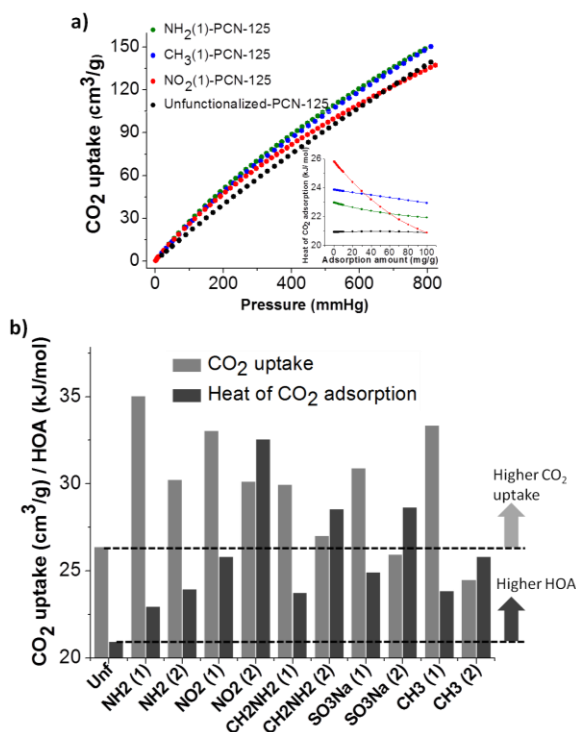 a)
NH2(1)-PCN-125
CH3(1)-PCN-125
NO2(1)-PCN-125
Unfunctionalized-PCN-125
CO2 uptake (cm3/g)
150
120
90
60
30
0
Heat of CO2 adsorption (kJ/ mol)
26
24
22
21
0 20 40 60 80 100
Adsorption amount (mg/g)
0 200 400 600 800
Pressure (mmHg)
b)
CO2 uptake
Heat of CO2 adsorption
CO2 uptake (cm3/g) / HOA (kJ/mol)
35
30
25
20
Higher CO2
uptake
Higher HOA
Unf
NH2 (1)
NH2 (2)
NO2 (1)
NO2 (2)
CH2NH2 (1)
CH2NH2 (2)
SO3Na (1)
SO3Na (2)
CH3 (1)
CH3 (2)